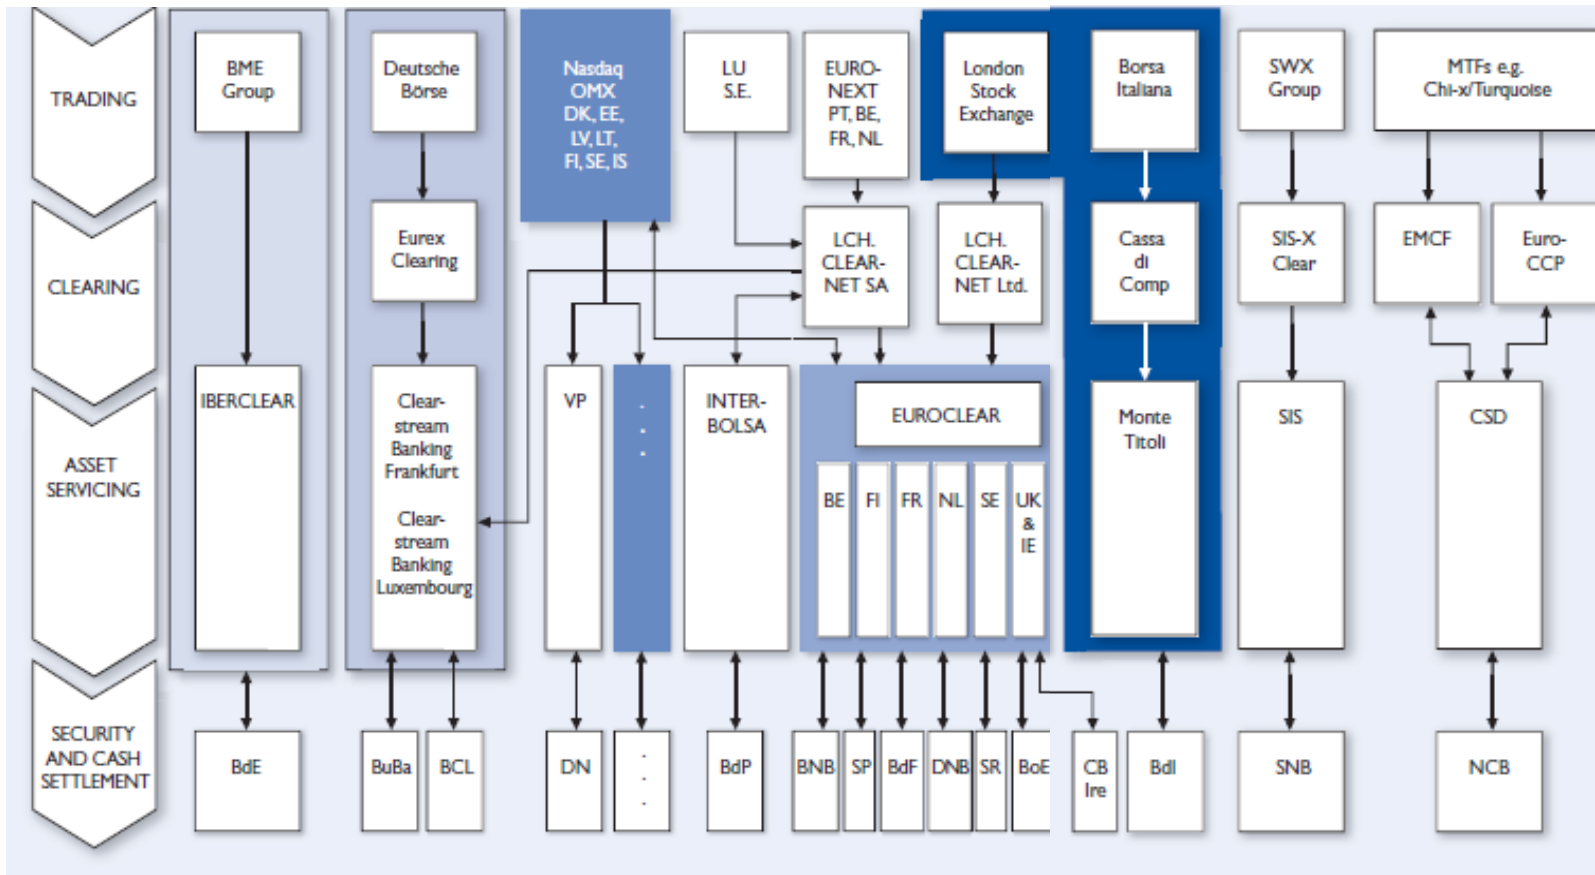 TRADING
BME
Group
Deutsche
Börse
Nasdaq
OMX
DK, EE,
LV, LT,
FI, SE, IS
LU
S.E.
EURO-
NEXT
PT, BE,
FR, NL
London
Stock
Exchange
Borsa
Italiana
SWX
Group
MTFs e.g.
Chi-x/Turquoise
CLEARING
Eurex
Clearing
LCH.
CLEAR-
NET SA
LCH.
CLEAR-
NET Ltd.
Cassa
di
Comp
SIS-X
Clear
EMCF
Euro-
CCP
ASSET
SERVICING
IBERCLEAR
Clear-
stream
Banking
Frankfurt
Clear-
stream
Banking
Luxembourg
VP
.
.
.
INTER-
BOLSA
EUROCLEAR
BE
FI
FR
NL
SE
UK
&
IE
Monte
Titoli
SIS
CSD
SECURITY
AND CASH
SETTLEMENT
BdE
BuBa
BCL
DN
.
.
.
BdP
BNB
SP
BdF
DNB
SR
BoE
CB
Ire
BdI
SNB
NCB